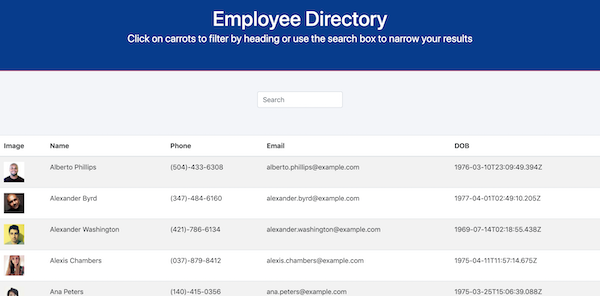 Employee Directory
Click on carrots to filter by heading or use the search box to narrow your results
Search
Image Name Phone Email DOB
Alberto Phillips (504)-433-6308 alberto.phillips@example.com 1976-03-10T23:09:49.394Z
Alexander Byrd (347)-484-6160 alexander.byrd@example.com 1977-04-01T02:49:10.205Z
Alexander Washington (421)-786-6134 alexander.washington@example.com 1969-07-14T02:18:55.438Z
Alexis Chambers (037)-879-8412 alexis.chambers@example.com 1975-04-11T11:57:14.675Z
Ana Peters (140)-415-0356 ana.peters@example.com 1975-03-25T15:06:39.088Z